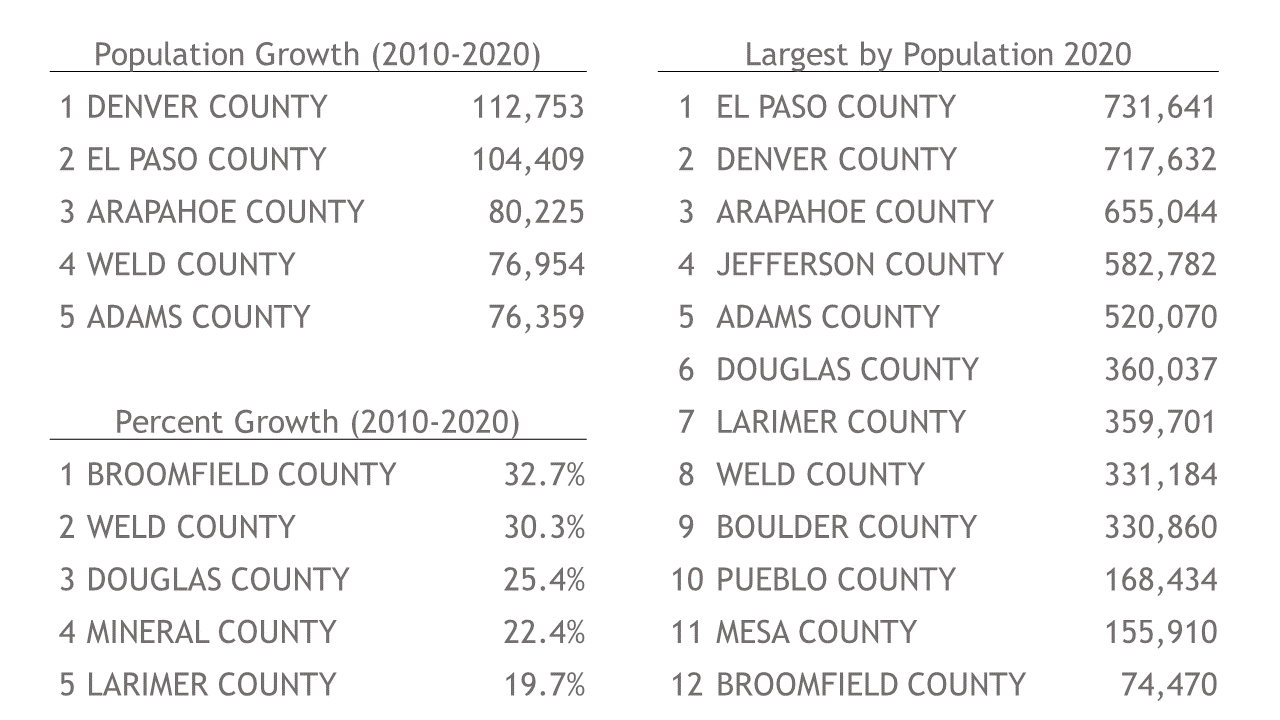 Population Growth (2010-2020)
1 DENVER COUNTY 112,753
2 EL PASO COUNTY 104,409
3 ARAPAHOE COUNTY 80,225
4 WELD COUNTY 76,954
5 ADAMS COUNTY 76,359
Percent Growth (2010-2020)
1 BROOMFIELD COUNTY 32.7%
2 WELD COUNTY 30.3%
3 DOUGLAS COUNTY 25.4%
4 MINERAL COUNTY 22.4%
5 LARIMER COUNTY 19.7%
Largest by Population 2020
1 EL PASO COUNTY 731,641
2 DENVER COUNTY 717,632
3 ARAPAHOE COUNTY 655,044
4 JEFFERSON COUNTY 582,782
5 ADAMS COUNTY 520,070
6 DOUGLAS COUNTY 360,037
7 LARIMER COUNTY 359,701
8 WELD COUNTY 331,184
9 BOULDER COUNTY 330,860
10 PUEBLO COUNTY 168,434
11 MESA COUNTY 155,910
12 BROOMFIELD COUNTY 74,470